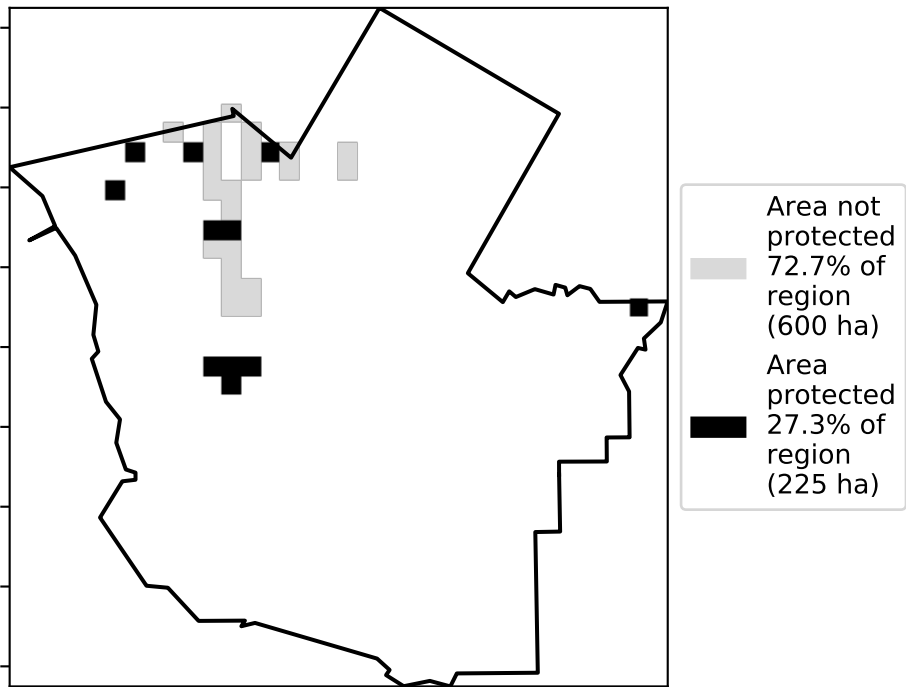 Area not
protected
72.7% of
region
(600 ha)
Area
protected
27.3% of
region
(225 ha)